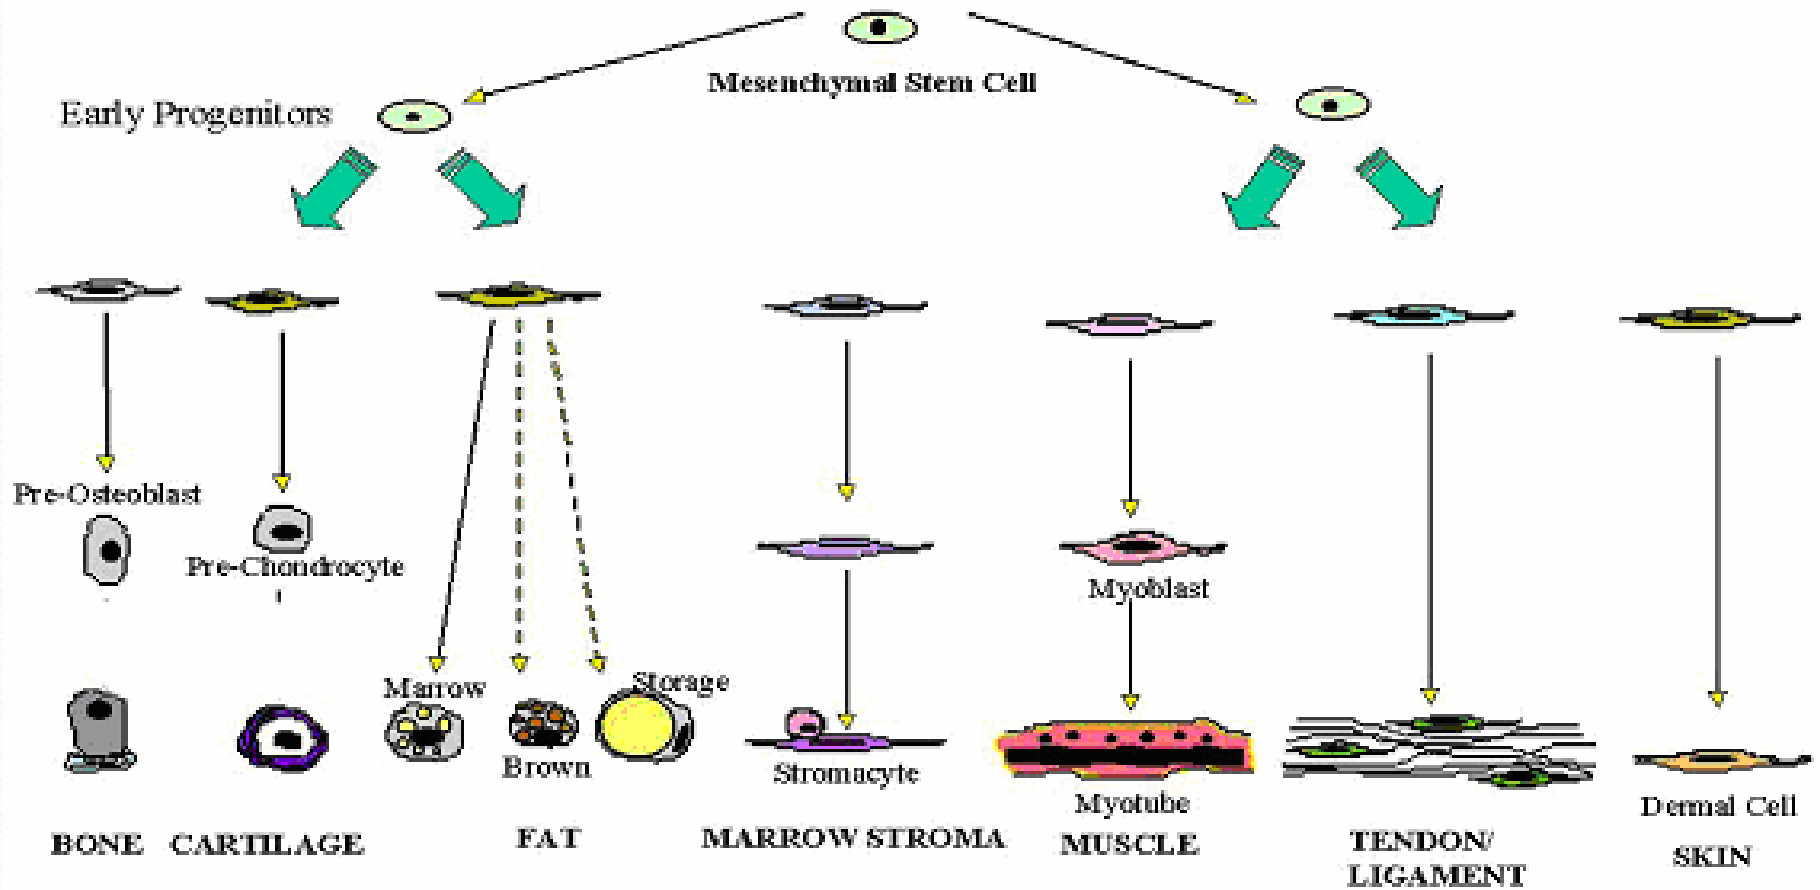 Mesenchymal Stem Cell
Early Progenitors
Pre-Osteoblast
Pre-Chondrocyte
Myoblast
Marrow
Storage
Brown
Stromacyte
Myotube
Dermal Cell
BONE
CARTILAGE
FAT
MARROW STROMA
MUSCLE
TENDON/
LIGAMENT
SKIN